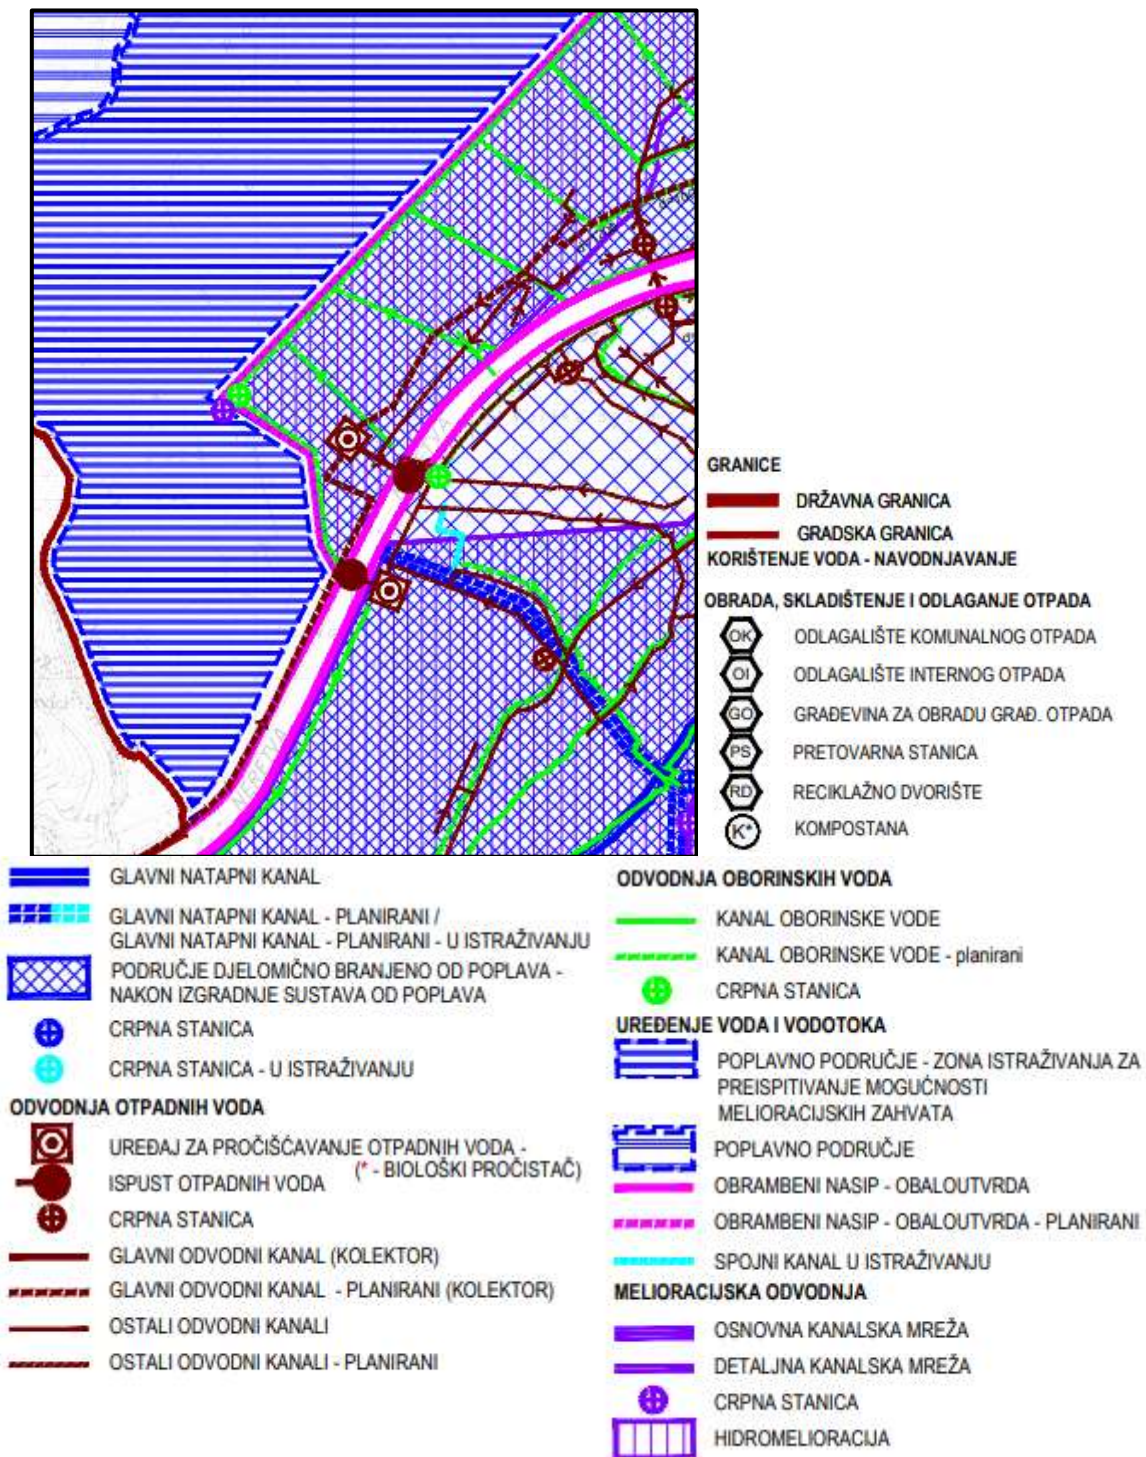 NERETVA
GRANICE
DRŽAVNA GRANICA
GRADSKA GRANICA
KORIŠTENJE VODA - NAVODNJAVANJE
OBRADA, SKLADIŠTENJE I ODLAGANJE OTPADA
OK ODLAGALIŠTE KOMUNALNOG OTPADA
OI ODLAGALIŠTE INTERNOG OTPADA
GO GRAĐEVINA ZA OBRADU GRAĐ. OTPADA
PS PRETOVARNA STANICA
RD RECIKLAŽNO DVORIŠTE
K* KOMPOSTANA
GLAVNI NATAPNI KANAL
GLAVNI NATAPNI KANAL - PLANIRANI /
GLAVNI NATAPNI KANAL - PLANIRANI - U ISTRAŽIVANJU
PODRUČJE DJELOMIČNO BRANJENO OD POPLAVA -
NAKON IZGRADNJE SUSTAVA OD POPLAVA
CRPNA STANICA
CRPNA STANICA - U ISTRAŽIVANJU
ODVODNJA OTPADNIH VODA
UREĐAJ ZA PROČIŠĆAVANJE OTPADNIH VODA -
(* - BIOLOŠKI PROČISTAČ)
ISPUST OTPADNIH VODA
CRPNA STANICA
GLAVNI ODVODNI KANAL (KOLEKTOR)
GLAVNI ODVODNI KANAL - PLANIRANI (KOLEKTOR)
OSTALI ODVODNI KANALI
OSTALI ODVODNI KANALI - PLANIRANI
ODVODNJA OBORINSKIH VODA
KANAL OBORINSKE VODE
KANAL OBORINSKE VODE - planirani
CRPNA STANICA
UREĐENJE VODA I VODOTOKA
POPLAVNO PODRUČJE - ZONA ISTRAŽIVANJA ZA
PREISPITIVANJE MOGUĆNOSTI
MELIORACIJSKIH ZAHVATA
POPLAVNO PODRUČJE
OBRAMBENI NASIP - OBALOUTVRDA
OBRAMBENI NASIP - OBALOUTVRDA - PLANIRANI
SPOJNI KANAL U ISTRAŽIVANJU
MELIORACIJSKA ODVODNJA
OSNOVNA KANALSKA MREŽA
DETALJNA KANALSKA MREŽA
CRPNA STANICA
HIDROMELIORACIJA